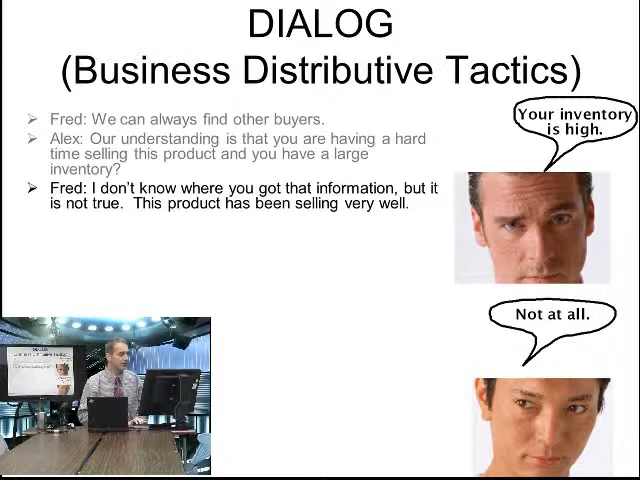 DIALOG
(Business Distributive Tactics)
Fred: We can always find other buyers.
Alex: Our understanding is that you are having a hard
time selling this product and you have a large
inventory?
Fred: I don't know where you got that information, but it
is not true.  This product has been selling very well.
Your inventory
is high.
Not at all.
DIALOG